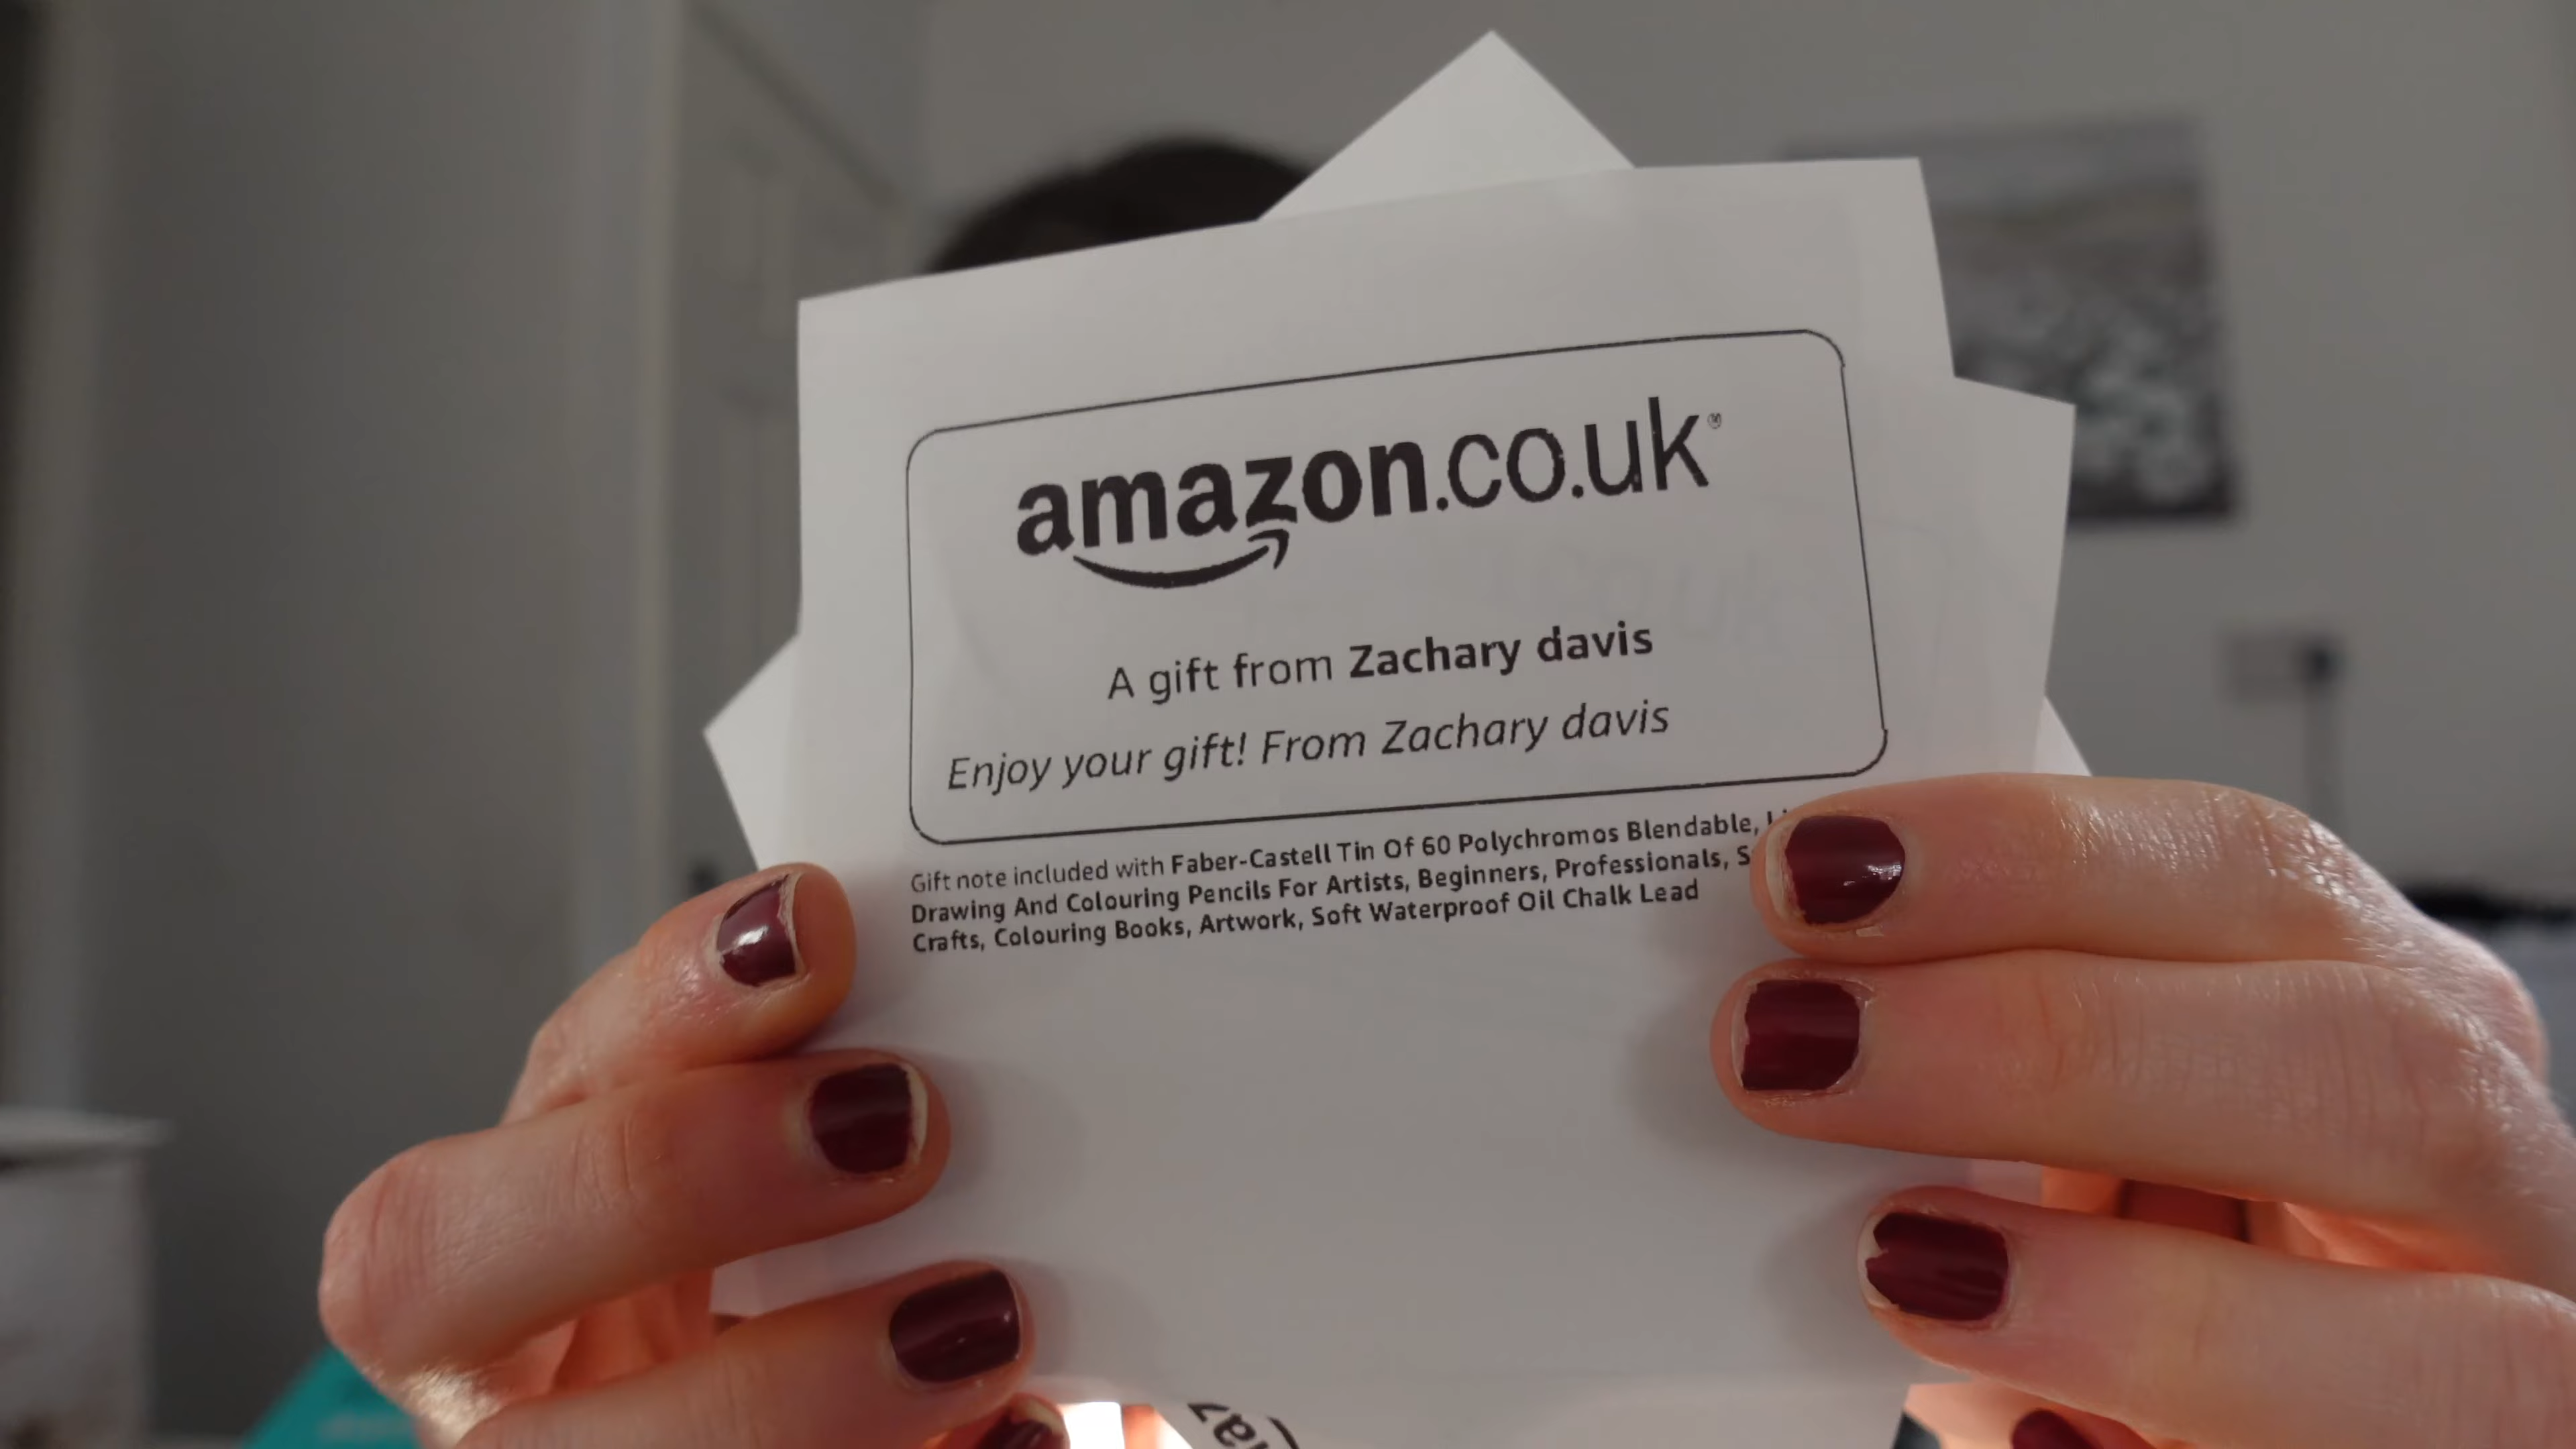 amazon.co.uk
A gift from Zachary davis
Enjoy your gift! From Zachary davis
Gift note included with Faber-Castell Tin Of 60 Polychromos Blendable,
Drawing And Colouring Pencils For Artists, Beginners, Professionals,
Crafts, Colouring Books, Artwork, Soft Waterproof Oil Chalk Lead